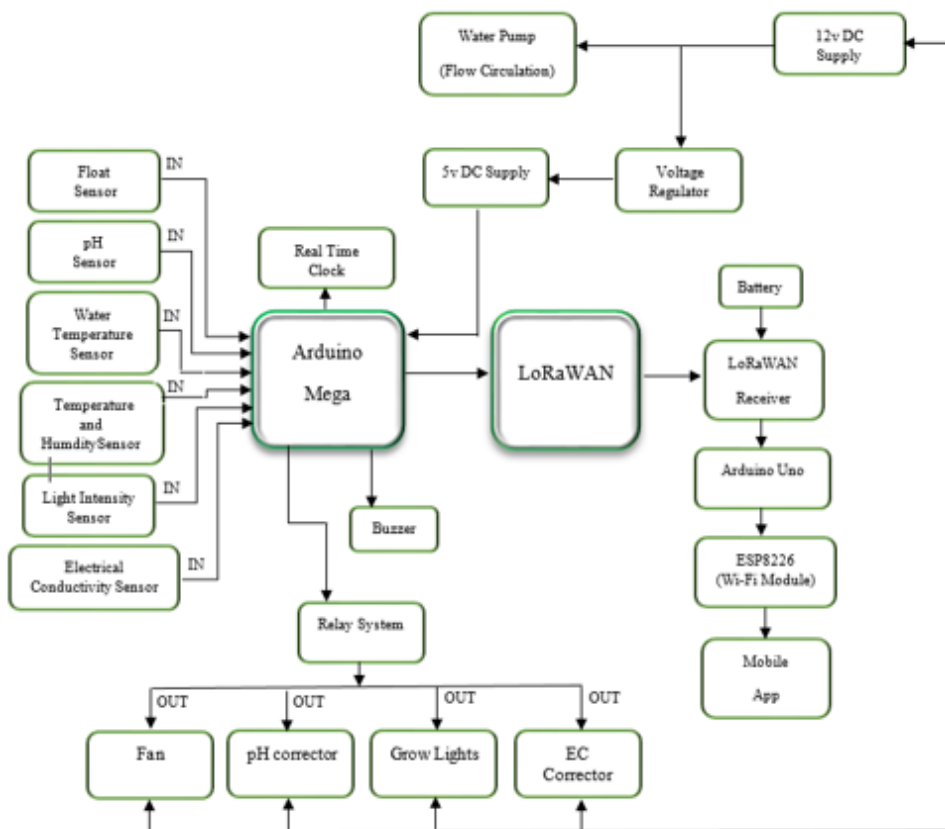 Water Pump
(Flow Circulation)
12v DC
Supply
Float
Sensor
IN
5v DC Supply
Voltage
Regulator
pH
Sensor
IN
Real Time
Clock
Water
Temperature
Sensor
IN
Arduino
Mega
LoRaWAN
Battery
LoRaWAN
Receiver
Temperature
and
HumditySensor
IN
Light Intensity
Sensor
IN
Arduino Uno
Buzzer
Electrical
Conductivity Sensor
IN
ESP8226
(Wi-Fi Module)
Relay System
Mobile
App
OUT
OUT
OUT
OUT
Fan
pH corrector
Grow Lights
EC
Corrector